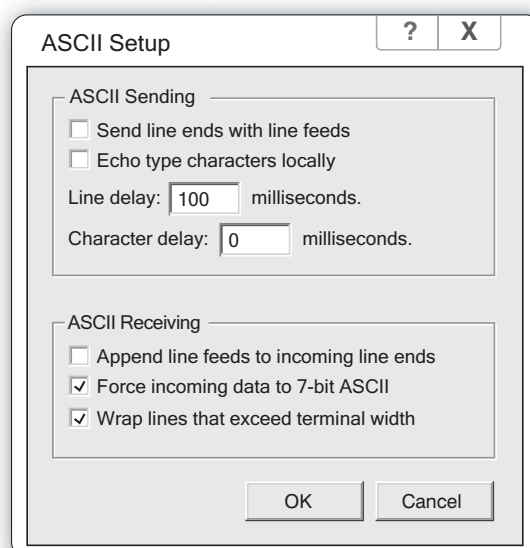 ASCII Setup ? X
ASCII Sending
Send line ends with line feeds
Echo type characters locally
Line delay: 100 milliseconds.
Character delay: 0 milliseconds.
ASCII Receiving
Append line feeds to incoming line ends
Force incoming data to 7-bit ASCII
Wrap lines that exceed terminal width
OK Cancel